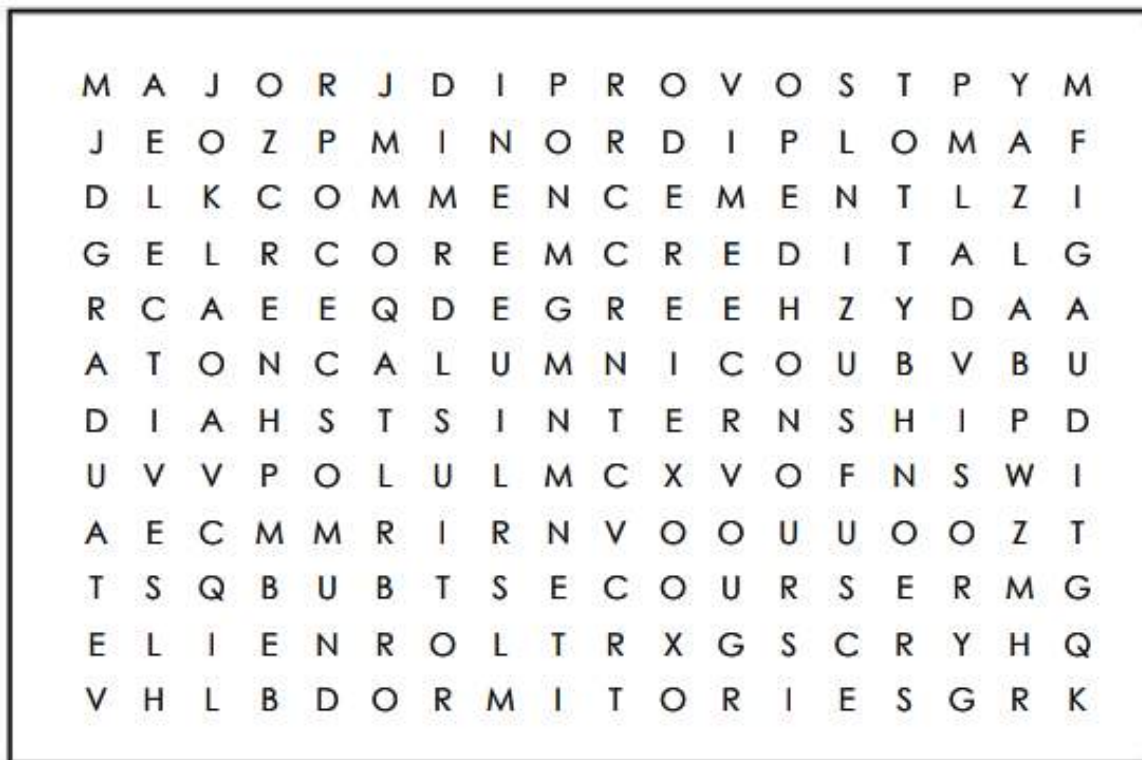 M A J O R J D I P R O V O S T P Y M
J E O Z P M I N O R D I P L O M A F
D L K C O M M E N C E M E N T L Z I
G E L R C O R E M C R E D I T A L G
R C A E E Q D E G R E E H Z Y D A A
A T O N C A L U M N I C O U B V B U
D I A H S T S I N T E R N S H I P D
U V V P O L U L M C X V O F N S W I
A E C M M R I R N V O O U U O O Z T
T S Q B U B T S E C O U R S E R M G
E L I E N R O L T R X G S C R Y H Q
V H L B D O R M I T O R I E S G R K